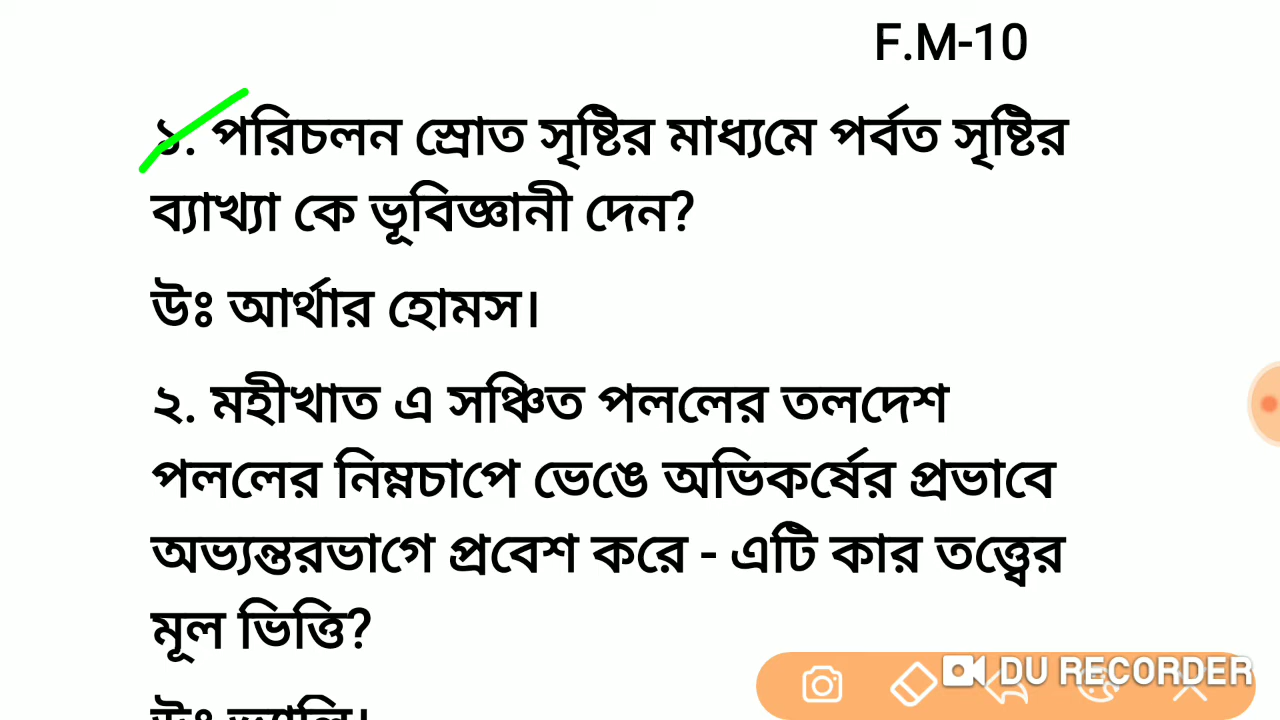 F.M-10
১. পরিচলন স্রোত সৃষ্টির মাধ্যমে পর্বত সৃষ্টির
ব্যাখ্যা কে ভূবিজ্ঞানী দেন?
উঃ আর্থার হোমস।
২. মহীখাত এ সঞ্চিত পললের তলদেশ
পললের নিম্নচাপে ভেঙে অভিকর্ষের প্রভাবে
অভ্যন্তরভাগে প্রবেশ করে - এটি কার তত্ত্বের
মূল ভিত্তি?
উঃ
DU RECORDER